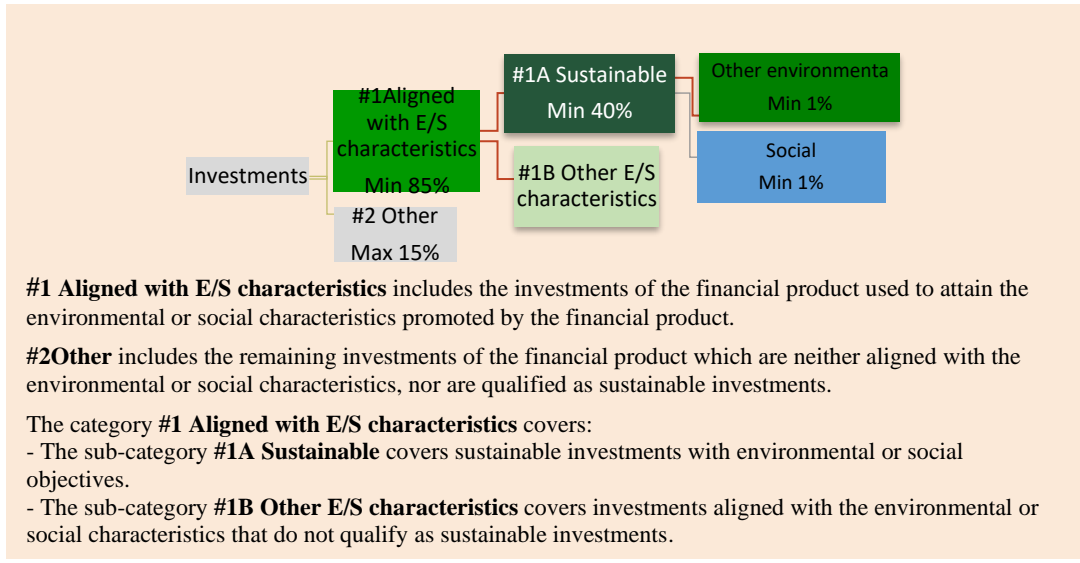 Investments
#1Aligned
with E/S
characteristics
Min 85%
#2 Other
Max 15%
#1A Sustainable
Min 40%
#1B Other E/S
characteristics
Other environmenta
Min 1%
Social
Min 1%
#1 Aligned with E/S characteristics includes the investments of the financial product used to attain the
environmental or social characteristics promoted by the financial product.
#2Other includes the remaining investments of the financial product which are neither aligned with the
environmental or social characteristics, nor are qualified as sustainable investments.
The category #1 Aligned with E/S characteristics covers:
- The sub-category #1A Sustainable covers sustainable investments with environmental or social
objectives.
- The sub-category #1B Other E/S characteristics covers investments aligned with the environmental or
social characteristics that do not qualify as sustainable investments.